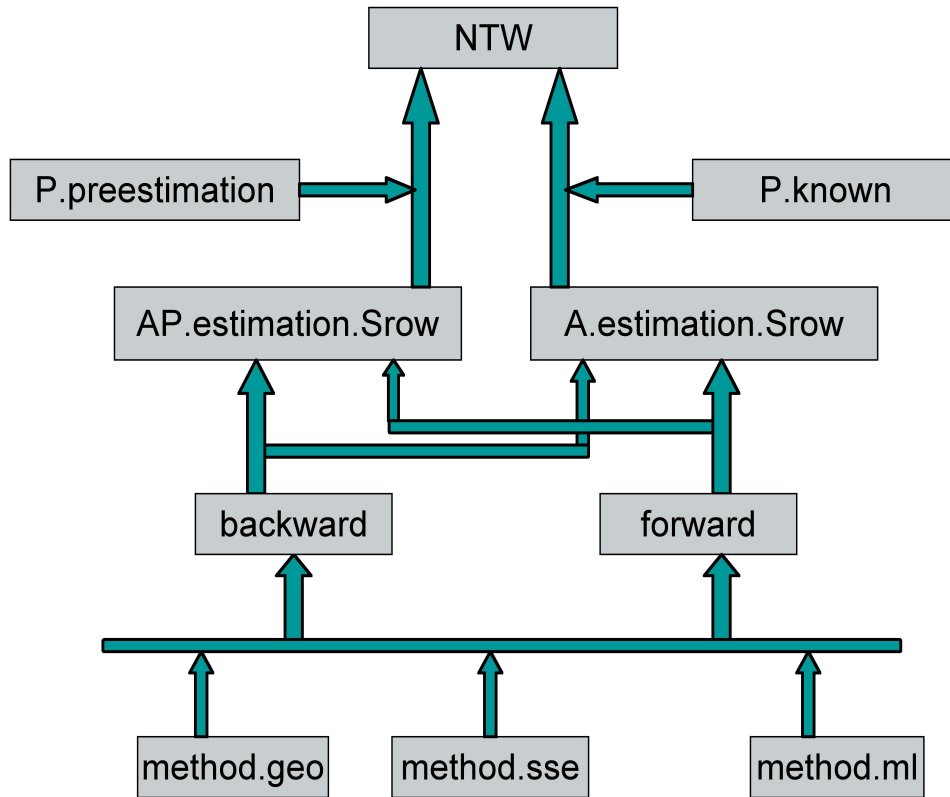 NTW
P.preestimation
P.known
AP.estimation.Srow
A.estimation.Srow
backward
forward
method.geo
method.sse
method.ml